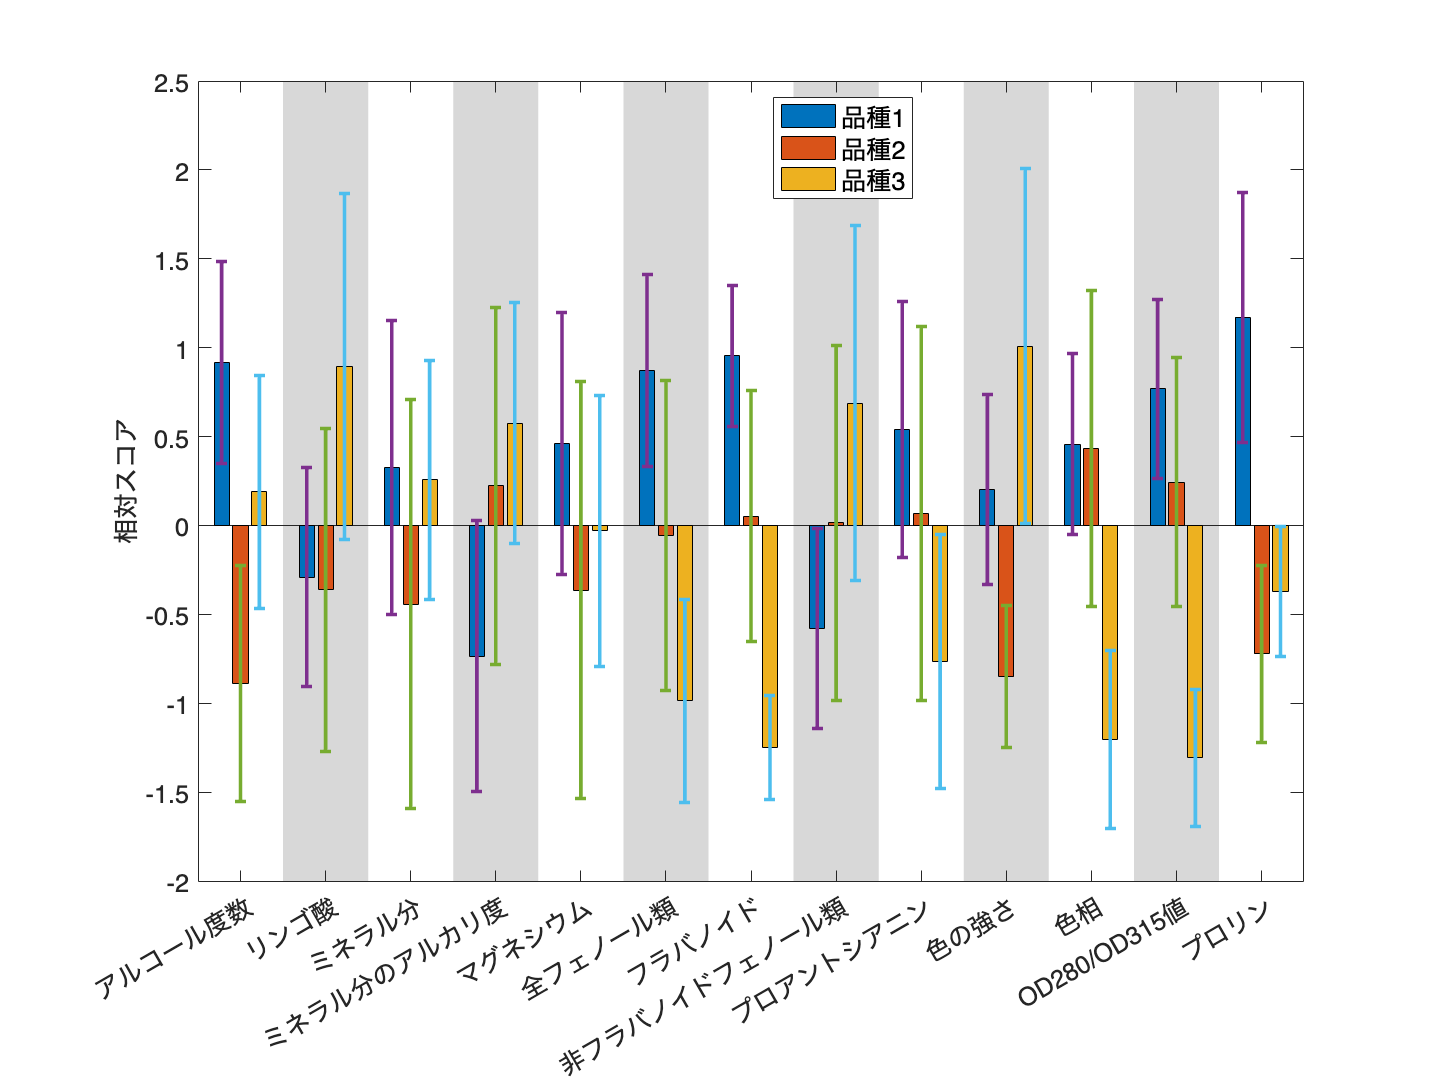 2.5
2
1.5
1
0.5
0
-0.5
-1
-1.5
-2
相対スコア
品種1
品種2
品種3
アルコール度数
リンゴ酸
ミネラル分
ミネラル分のアルカリ度
マグネシウム
全フェノール類
フラバノイド
非フラバノイドフェノール類
プロアントシアニン
色の強さ
色相
OD280/OD315値
プロリン